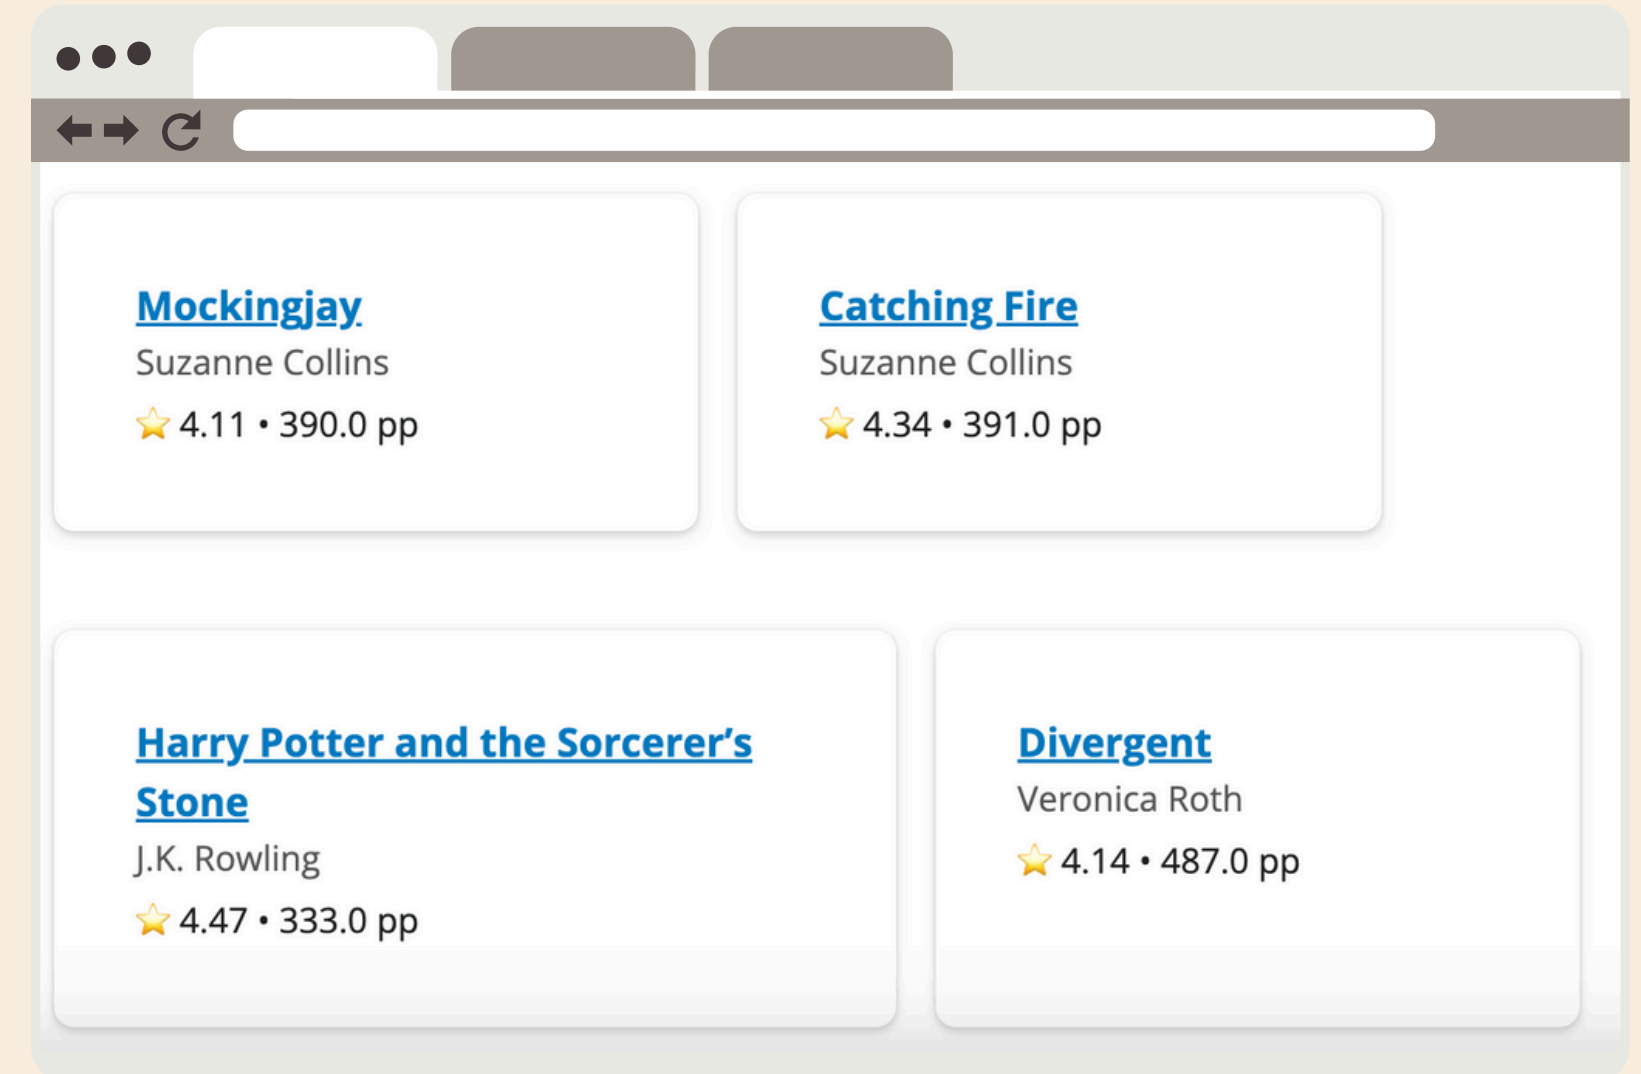 Mockingjay
Suzanne Collins
⭐ 4.11 • 390.0 pp
Catching Fire
Suzanne Collins
⭐ 4.34 • 391.0 pp
Harry Potter and the Sorcerer’s
Stone
J.K. Rowling
⭐ 4.47 • 333.0 pp
Divergent
Veronica Roth
⭐ 4.14 • 487.0 pp